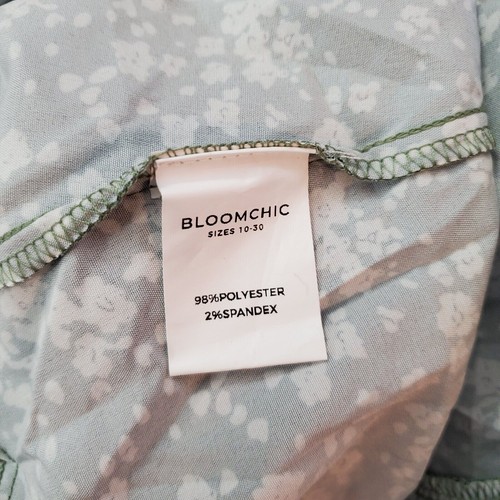 BLOOMCHIC
SIZES 10-30
98%POLYESTER
2%SPANDEX